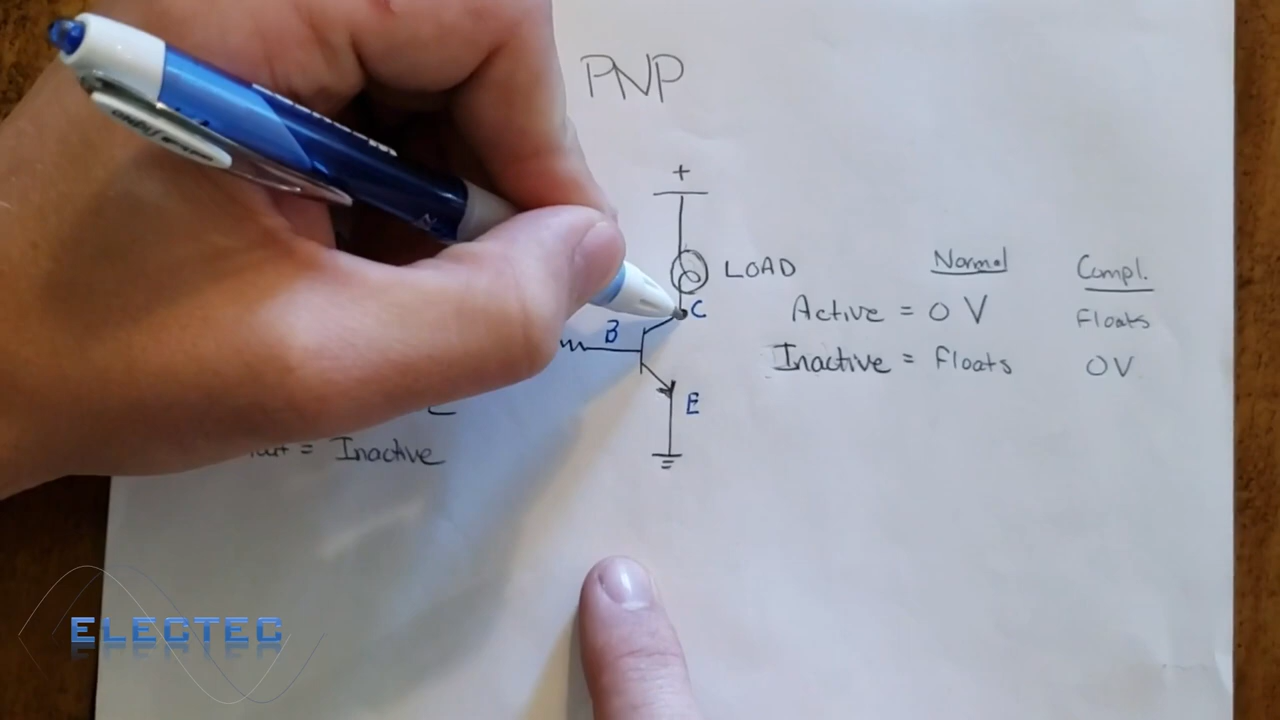 PNP
+
LOAD
Normal
Compl.
C
Active = 0 V
Floats
B
Inactive = Floats
0V
E
= Inactive
ELECTEC